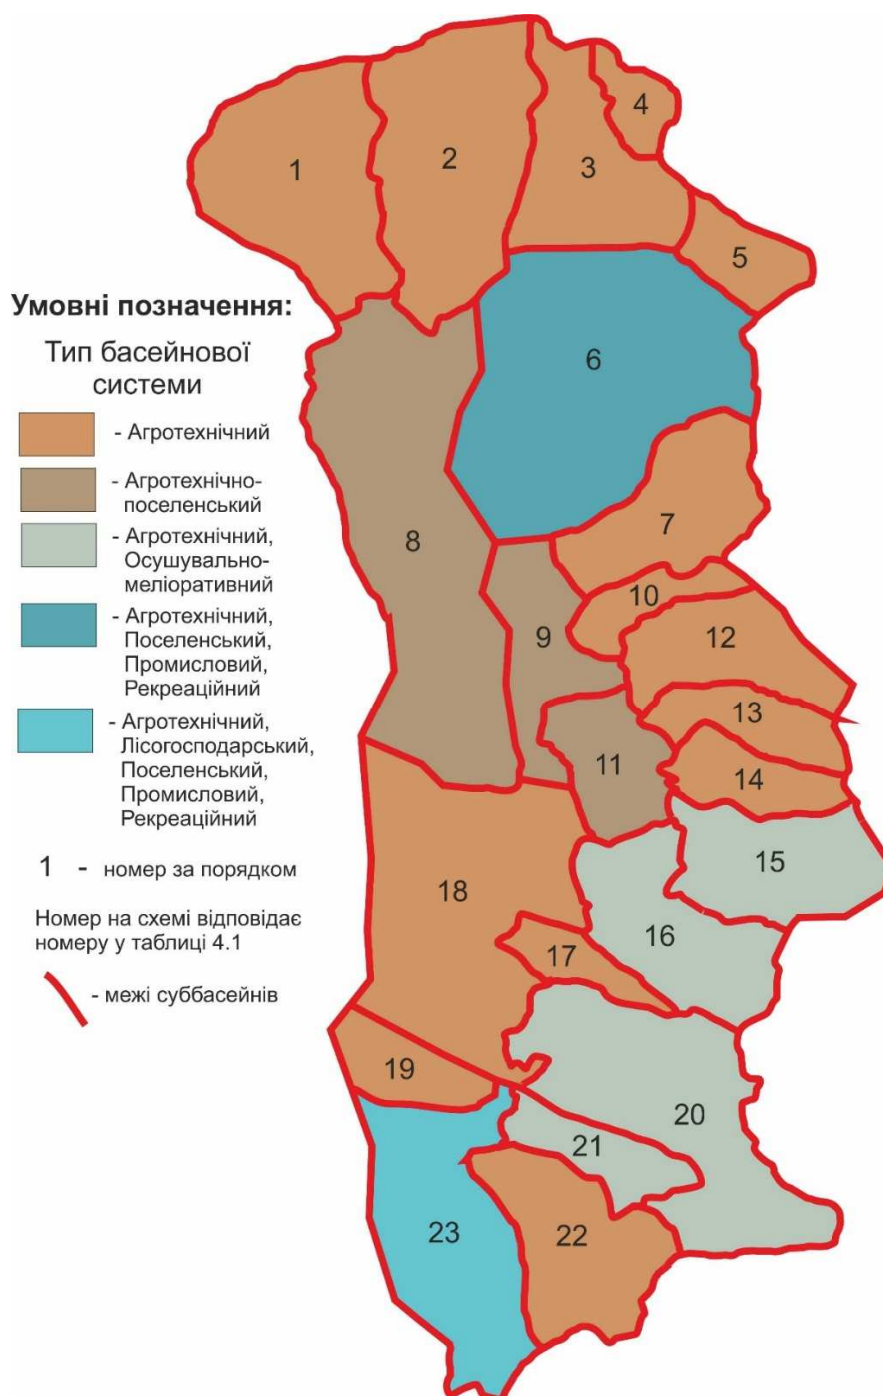 1
2
3
4
5
6
7
8
9
10
11
12
13
14
15
16
17
18
19
20
21
22
23
Умовні позначення:
Тип басейнової
системи
- Агротехнічний
- Агротехнічно-
поселенський
- Агротехнічний,
Осушувально-
меліоративний
- Агротехнічний,
Поселенський,
Промисловий,
Рекреаційний
- Агротехнічний,
Лісогосподарський,
Поселенський,
Промисловий,
Рекреаційний
1 - номер за порядком
Номер на схемі відповідає
номеру у таблиці 4.1
- межі суббасейнів